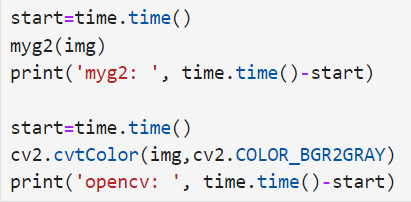 start=time.time()
myg2(img)
print('myg2: ', time.time()-start)
start=time.time()
cv2.cvtColor(img,cv2.COLOR_BGR2GRAY)
print('opencv: ', time.time()-start)